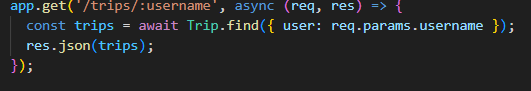 app.get('/trips/:username', async (req, res) => {
const trips = await Trip.find({ user: req.params.username });
res.json(trips);
});